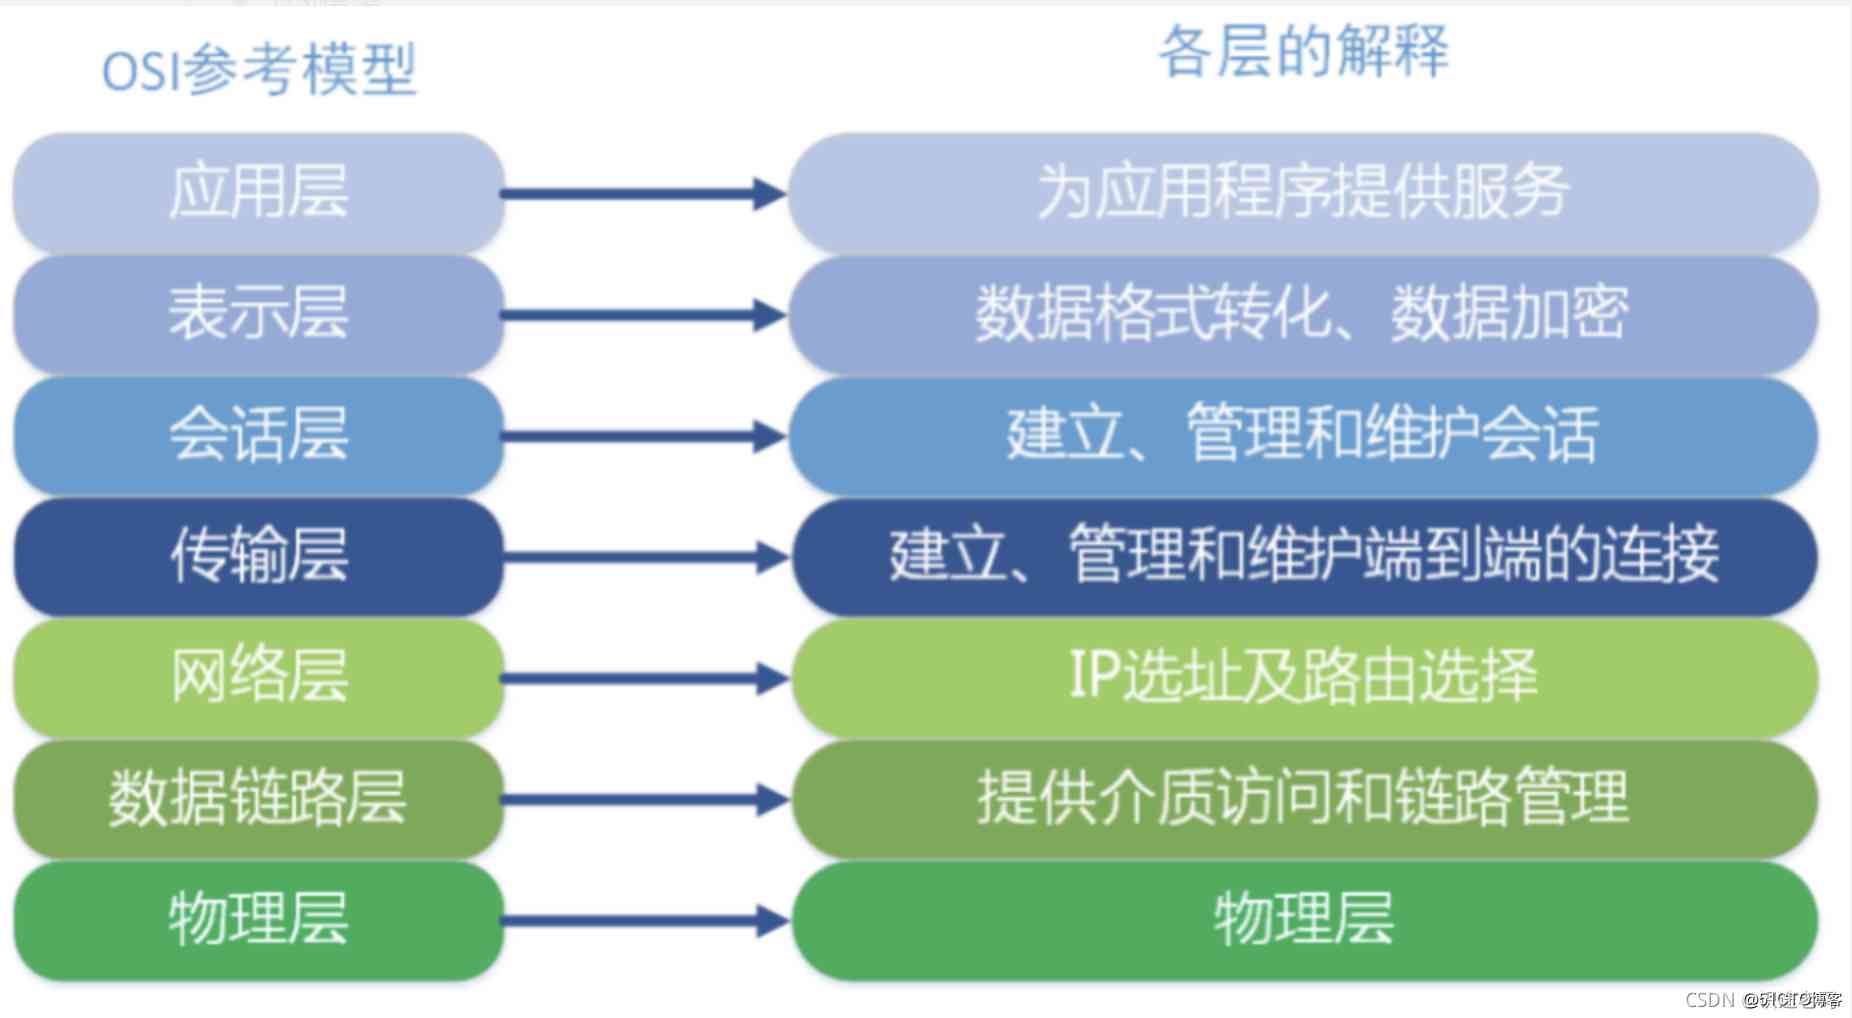 OSI参考模型
各层的解释
应用层
为应用程序提供服务
表示层
数据格式转化、数据加密
会话层
建立、管理和维护会话
传输层
建立、管理和维护端到端的连接
网络层
IP选址及路由选择
数据链路层
提供介质访问和链路管理
物理层
物理层
CSDN